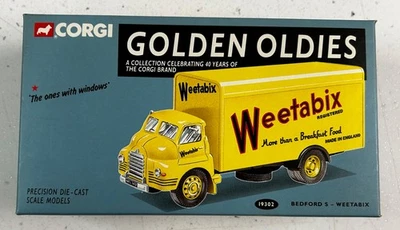 CORGI
GOLDEN OLDIES
A COLLECTION CELEBRATING 40 YEARS OF
THE CORGI BRAND
'The ones with windows'
Weetabix
Weetabix
REGISTERED
More than a Breakfast Food
MADE IN ENGLAND
Weetabix
PRECISION DIE-CAST
SCALE MODELS
19302
BEDFORD S - WEETABIX